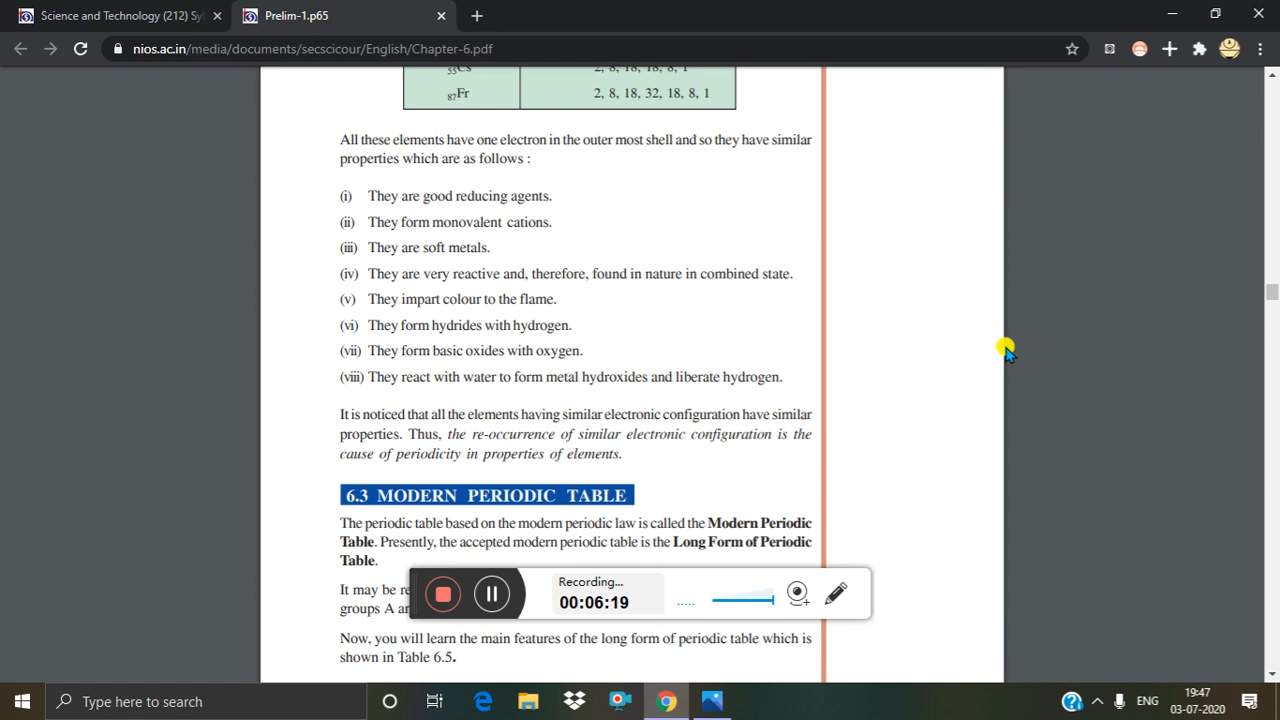 Science and Technology (212) Syl
Prelim-1.p65
nios.ac.in/media/documents/secscicour/English/Chapter-6.pdf
55Cs 2, 8, 18, 18, 8, 1
87Fr 2, 8, 18, 32, 18, 8, 1
All these elements have one electron in the outer most shell and so they have similar
properties which are as follows :
(i) They are good reducing agents.
(ii) They form monovalent cations.
(iii) They are soft metals.
(iv) They are very reactive and, therefore, found in nature in combined state.
(v) They impart colour to the flame.
(vi) They form hydrides with hydrogen.
(vii) They form basic oxides with oxygen.
(viii) They react with water to form metal hydroxides and liberate hydrogen.
It is noticed that all the elements having similar electronic configuration have similar
properties. Thus, the re-occurrence of similar electronic configuration is the
cause of periodicity in properties of elements.
6.3 MODERN PERIODIC TABLE
The periodic table based on the modern periodic law is called the Modern Periodic
Table. Presently, the accepted modern periodic table is the Long Form of Periodic
Table.
It may be re
groups A an
Recording...
00:06:19
Now, you will learn the main features of the long form of periodic table which is
shown in Table 6.5.
Type here to search
ENG
19:47
03-07-2020